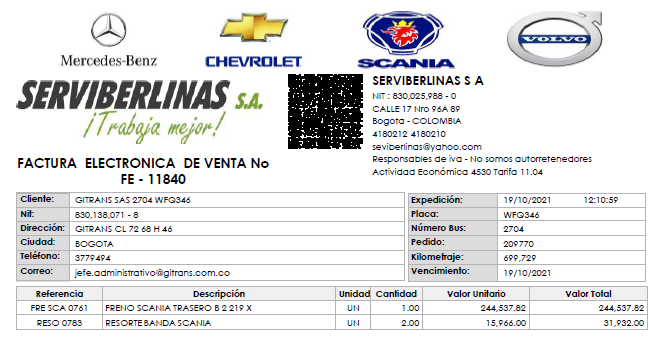 Mercedes-Benz
CHEVROLET
SCANIA
SCANIA
VOLVO
SERVIBERLINAS S.A.
¡Trabaja mejor!
SERVIBERLINAS S A
NIT : 830,025,988 - 0
CALLE 17 Nro 96A 89
Bogota - COLOMBIA
4180212 4180210
seviberlinas@yahoo.com
Responsables de iva - No somos autorretenedores
Actividad Económica 4530 Tarifa 11.04
FACTURA ELECTRONICA DE VENTA No
FE - 11840
Cliente: GITRANS SAS 2704 WFQ346
Nit: 830,138,071 - 8
Dirección: GITRANS CL 72 68 H 46
Ciudad: BOGOTA
Teléfono: 3779494
Correo: jefe.administrativo@gitrans.com.co
Expedición: 19/10/2021 12:10:59
Placa: WFQ346
Número Bus: 2704
Pedido: 209770
Kilometraje: 699,729
Vencimiento: 19/10/2021
Referencia Descripción Unidad Cantidad Valor Unitario Valor Total
FRE SCA 0761 FRENO SCANIA TRASERO B 2 219 X UN 1.00 244,537.82 244,537.82
RESO 0783 RESORTE BANDA SCANIA UN 2.00 15,966.00 31,932.00